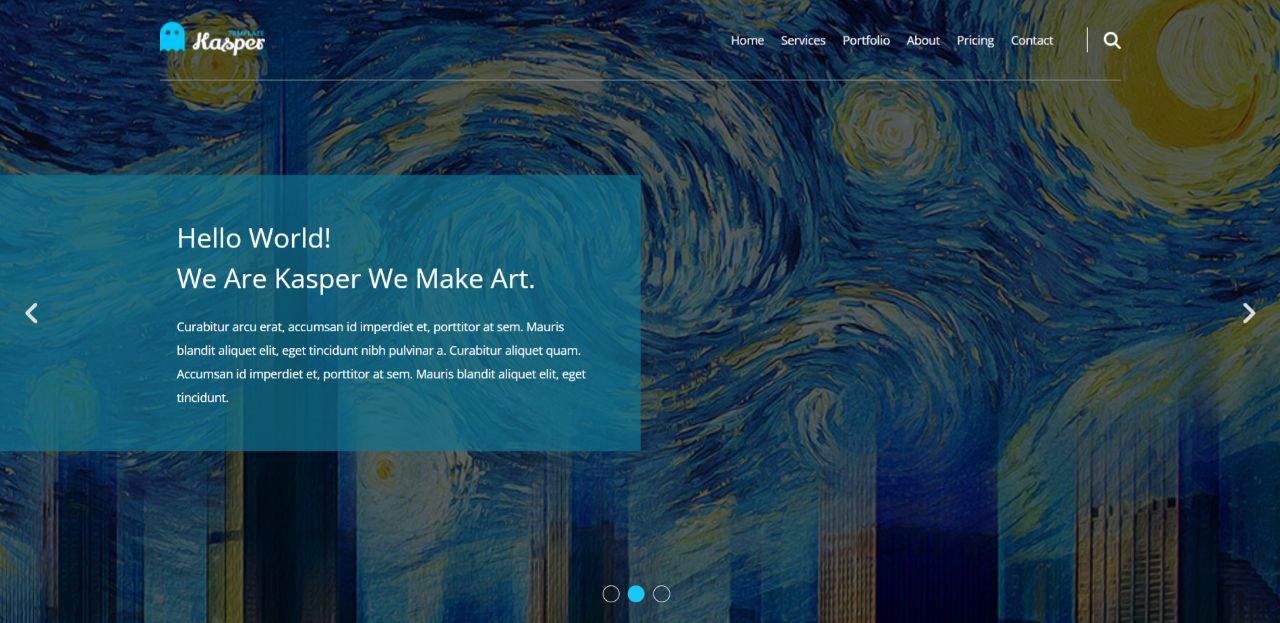 TEMPLATE
Kasper
Home Services Portfolio About Pricing Contact
Hello World!
We Are Kasper We Make Art.
Curabitur arcu erat, accumsan id imperdiet et, porttitor at sem. Mauris
blandit aliquet elit, eget tincidunt nibh pulvinar a. Curabitur aliquet quam.
Accumsan id imperdiet et, porttitor at sem. Mauris blandit aliquet elit, eget
tincidunt.